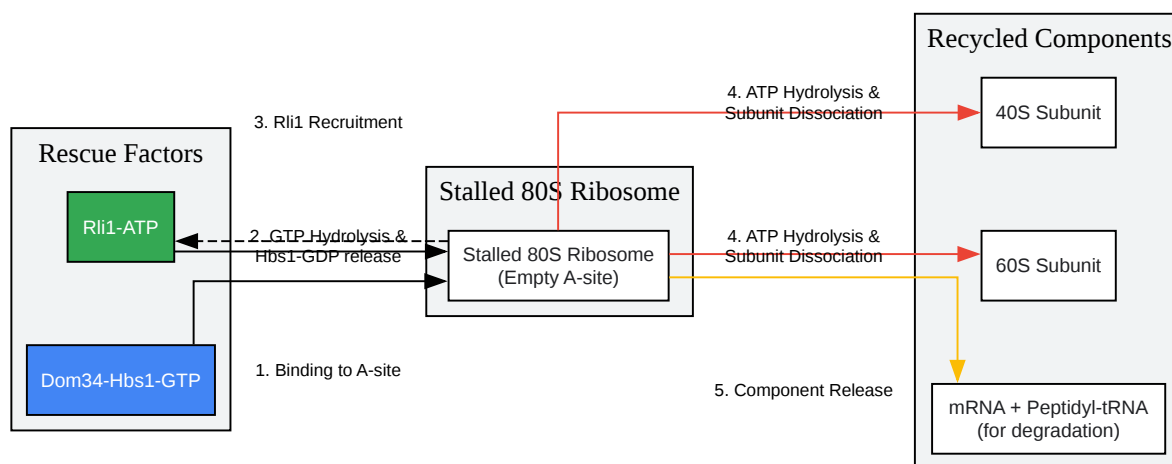 Rescue Factors
Rli1-ATP
Dom34-Hbs1-GTP
3. Rli1 Recruitment
2. GTP Hydrolysis &
Hbs1-GDP release
1. Binding to A-site
Stalled 80S Ribosome
Stalled 80S Ribosome
(Empty A-site)
4. ATP Hydrolysis &
Subunit Dissociation
4. ATP Hydrolysis &
Subunit Dissociation
5. Component Release
Recycled Components
40S Subunit
60S Subunit
mRNA + Peptidyl-tRNA
(for degradation)